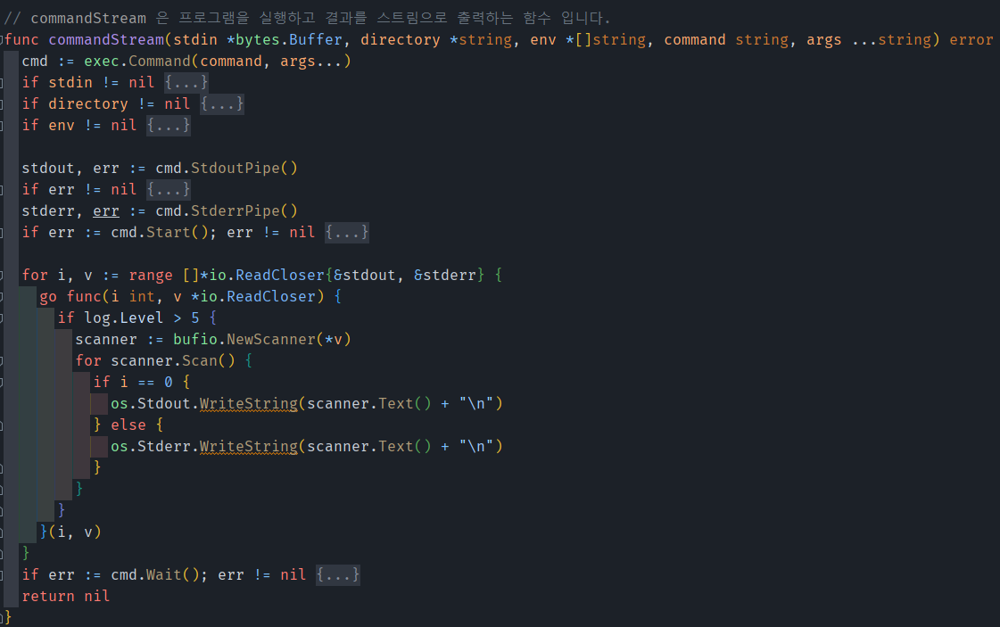 // commandStream 은 프로그램을 실행하고 결과를 스트림으로 출력하는 함수 입니다.
func commandStream(stdin *bytes.Buffer, directory *string, env *[]string, command string, args ...string) error
  cmd := exec.Command(command, args...)
  if stdin != nil {...}
  if directory != nil {...}
  if env != nil {...}

  stdout, err := cmd.StdoutPipe()
  if err != nil {...}
  stderr, err := cmd.StderrPipe()
  if err := cmd.Start(); err != nil {...}

  for i, v := range []*io.ReadCloser{&stdout, &stderr} {
    go func(i int, v *io.ReadCloser) {
      if log.Level > 5 {
        scanner := bufio.NewScanner(*v)
        for scanner.Scan() {
          if i == 0 {
            os.Stdout.WriteString(scanner.Text() + "\n")
          } else {
            os.Stderr.WriteString(scanner.Text() + "\n")
          }
        }
      }
    }(i, v)
  }
  if err := cmd.Wait(); err != nil {...}
  return nil
}